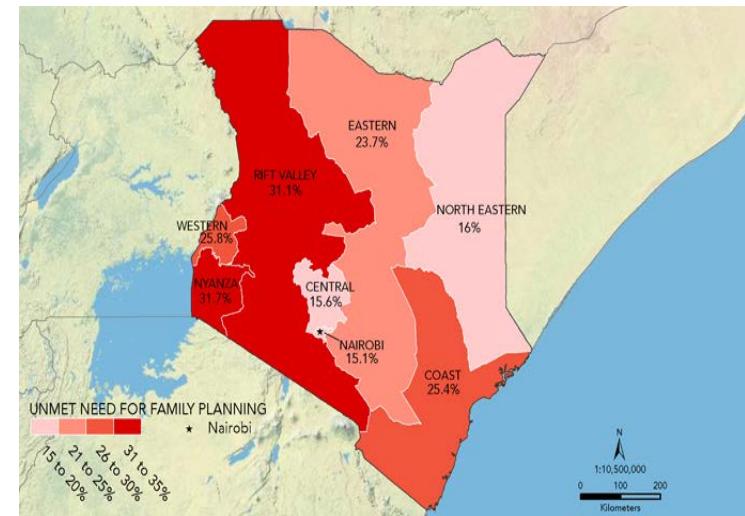 EASTERN
23.7%
RIFT VALLEY
31.1%
NORTH EASTERN
16%
WESTERN
25.8%
NYANZA
31.7%
CENTRAL
15.6%
NAIROBI
15.1%
COAST
25.4%
UNMET NEED FOR FAMILY PLANNING
★ Nairobi
15 to 20%
21 to 25%
26 to 30%
31 to 35%
N
1:10,500,000
0 100 200
Kilometers